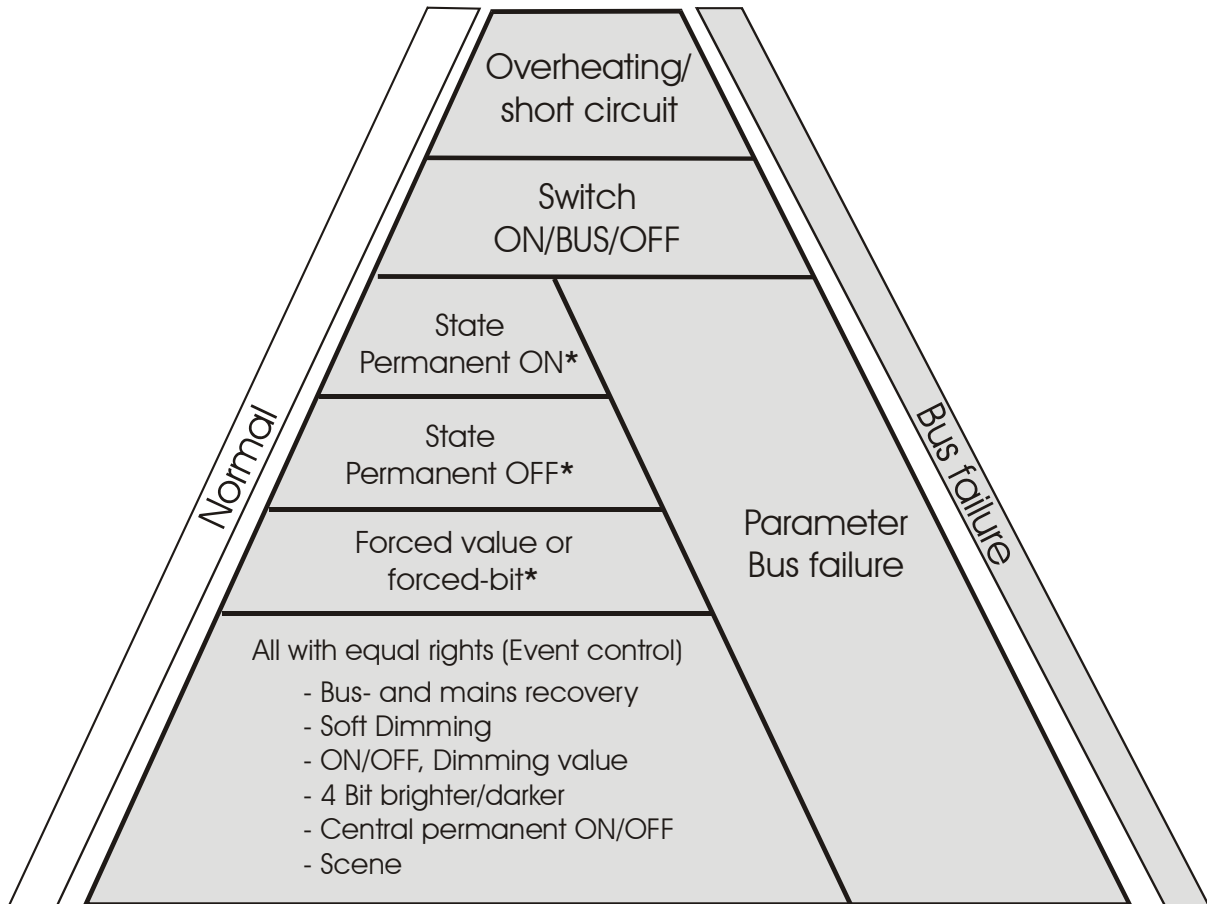 Overheating/
short circuit
Switch
ON/BUS/OFF
State
Permanent ON*
State
Permanent OFF*
Forced value or
forced-bit*
All with equal rights (Event control)
- Bus- and mains recovery
- Soft Dimming
- ON/OFF, Dimming value
- 4 Bit brighter/darker
- Central permanent ON/OFF
- Scene
Parameter
Bus failure
Normal
Bus failure